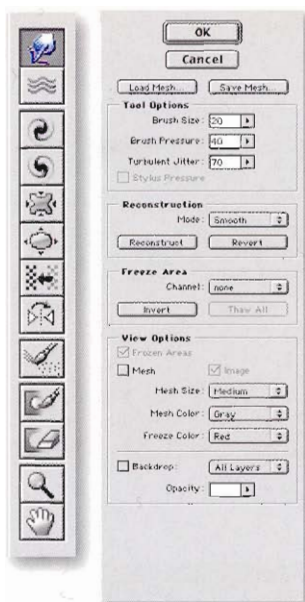 OK
Cancel
Load Mesh... Save Mesh...
Tool Options
Brush Size: 20
Brush Pressure: 40
Turbulent Jitter: 70
Stylus Pressure
Reconstruction
Mode: Smooth
Reconstruct Revert
Freeze Area
Channel: none
Invert Thaw All
View Options
Frozen Areas
Mesh Image
Mesh Size: Medium
Mesh Color: Gray
Freeze Color: Red
Backdrop: All Layers
Opacity: